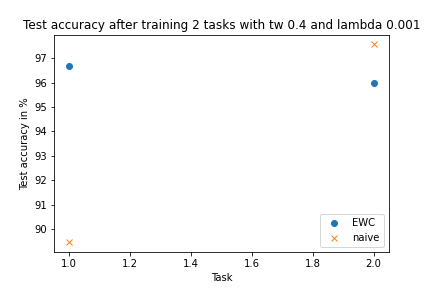 Test accuracy after training 2 tasks with tw 0.4 and lambda 0.001
97
96
95
94
93
92
91
90
Test accuracy in %
EWC
naive
1.0 1.2 1.4 1.6 1.8 2.0
Task